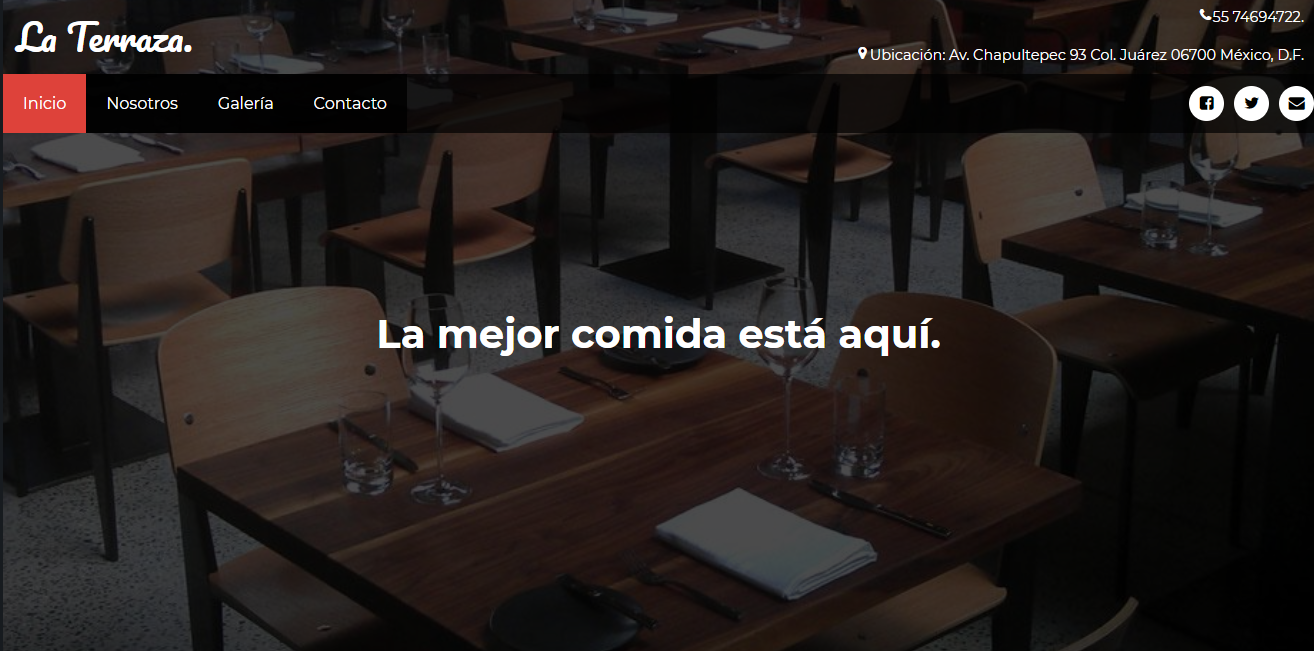 La Terraza.
55 74694722.
Ubicación: Av. Chapultepec 93 Col. Juárez 06700 México, D.F.
Inicio Nosotros Galería Contacto
La mejor comida está aquí.